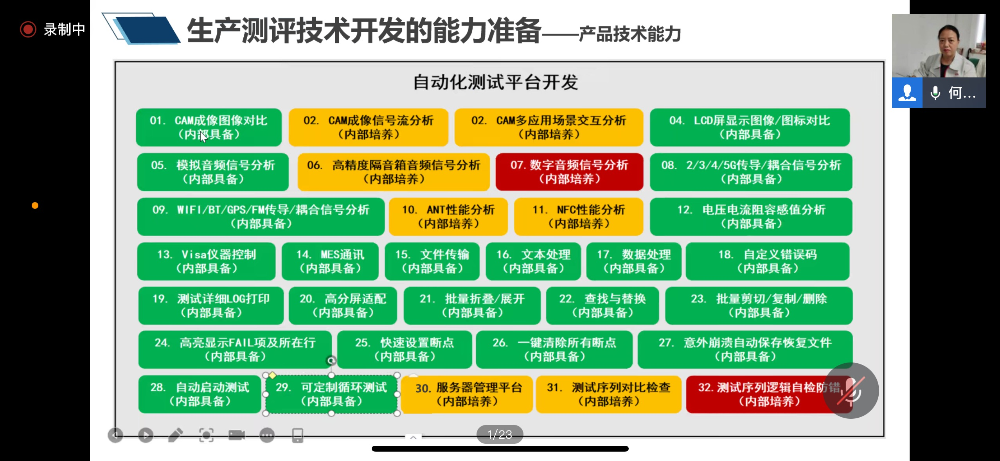 录制中
生产测评技术开发的能力准备——产品技术能力
何...
自动化测试平台开发
01. CAM成像图像对比
（内部具备）
02. CAM成像信号流分析
（内部培养）
02. CAM多应用场景交互分析
（内部培养）
04. LCD屏显示图像/图标对比
（内部具备）
05. 模拟音频信号分析
（内部具备）
06. 高精度隔音箱音频信号分析
（内部培养）
07. 数字音频信号分析
（内部培养）
08. 2/3/4/5G传导/耦合信号分析
（内部具备）
09. WIFI/BT/GPS/FM传导/耦合信号分析
（内部具备）
10. ANT性能分析
（内部培养）
11. NFC性能分析
（内部培养）
12. 电压电流阻容感值分析
（内部具备）
13. Visa仪器控制
（内部具备）
14. MES通讯
（内部具备）
15. 文件传输
（内部具备）
16. 文本处理
（内部具备）
17. 数据处理
（内部具备）
18. 自定义错误码
（内部具备）
19. 测试详细LOG打印
（内部具备）
20. 高分屏适配
（内部具备）
21. 批量折叠/展开
（内部具备）
22. 查找与替换
（内部具备）
23. 批量剪切/复制/删除
（内部具备）
24. 高亮显示FAIL项及所在行
（内部具备）
25. 快速设置断点
（内部具备）
26. 一键清除所有断点
（内部具备）
27. 意外崩溃自动保存恢复文件
（内部具备）
28. 自动启动测试
（内部具备）
29. 可定制循环测试
（内部具备）
30. 服务器管理平台
（内部培养）
31. 测试序列对比检查
（内部培养）
32. 测试序列逻辑自检防错
（内部培养）
1/23